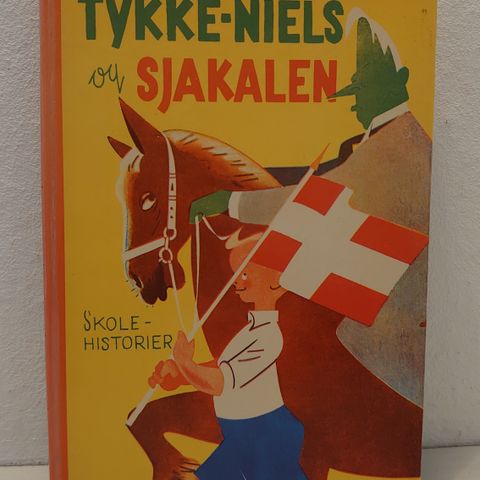 TYKKE-NIELS
og SJAKALEN
SKOLE-
HISTORIER